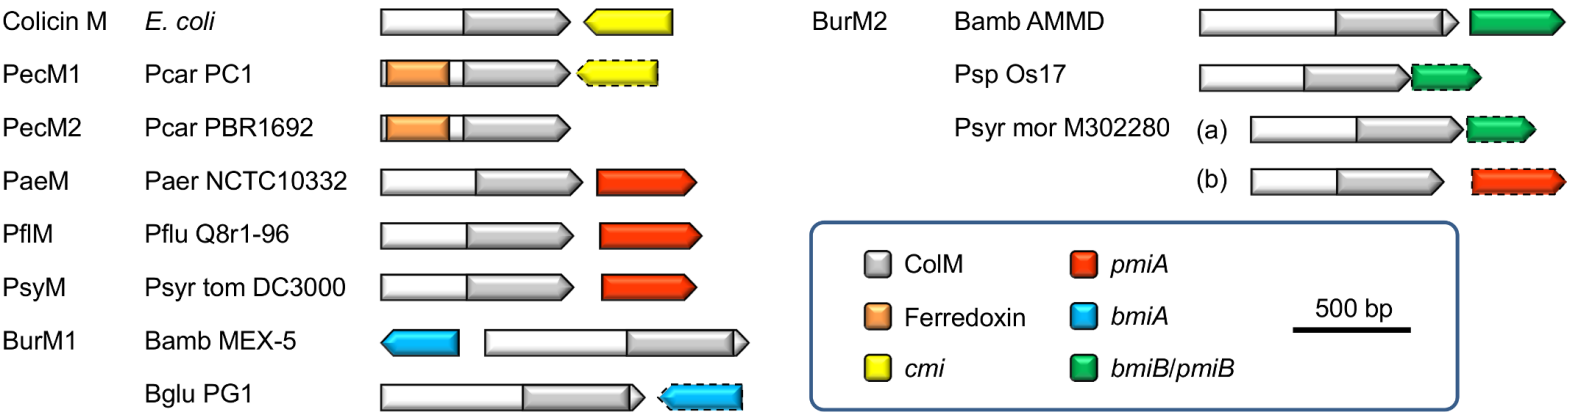 Colicin M E. coli
PecM1 Pcar PC1
PecM2 Pcar PBR1692
PaeM Paer NCTC10332
PflM Pflu Q8r1-96
PsyM Psyr tom DC3000
BurM1 Bamb MEX-5
Bglu PG1
BurM2 Bamb AMMD
Psp Os17
Psyr mor M302280 (a)
(b)
ColM
Ferredoxin
cmi
pmiA
bmiA
bmiB/pmiB
500 bp